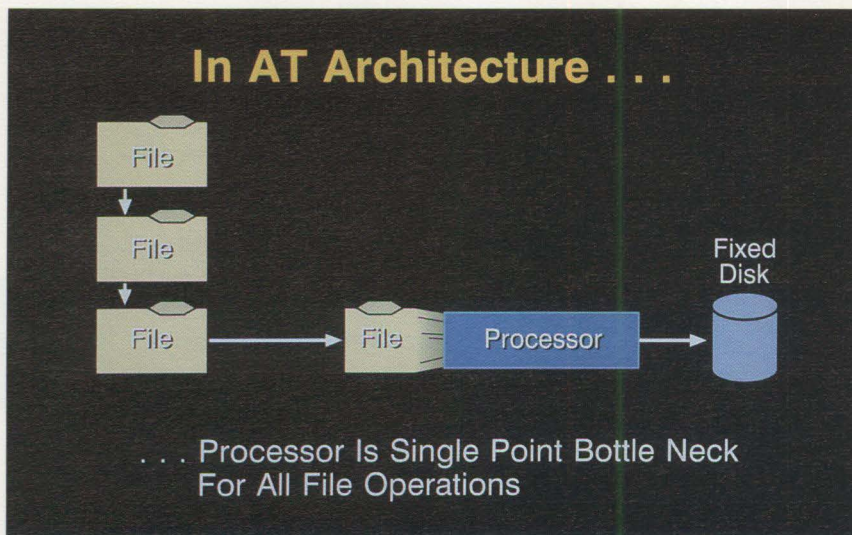 In AT Architecture . . .
File
File
File
File
Processor
Fixed
Disk
. . . Processor Is Single Point Bottle Neck
For All File Operations